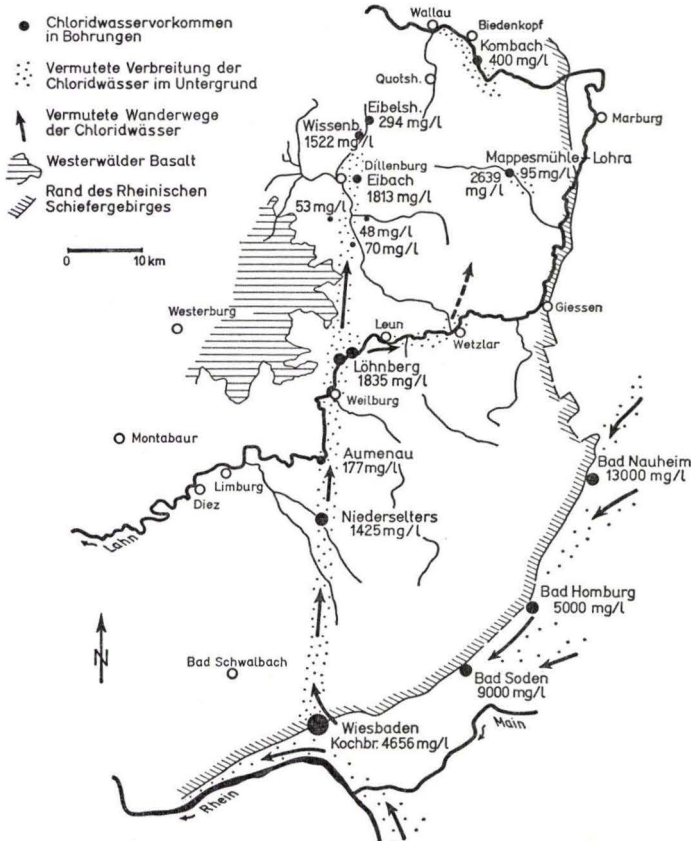 Chloridwasservorkommen
in Bohrungen
Vermutete Verbreitung der
Chloridwässer im Untergrund
Vermutete Wanderwege
der Chloridwässer
Westerwälder Basalt
Rand des Rheinischen
Schiefergebirges
0 10 km
Wallau
Biedenkopf
Kombach
400 mg/l
Quotsh.
Eibelsh.
294 mg/l
Wissenb.
1522 mg/l
Marburg
Dillenburg
Eibach
1813 mg/l
Mappesmühle-Lohra
2639
mg/l
95mg/l
53 mg/l
48 mg/l
70 mg/l
Westerburg
Giessen
Leun
Wetzlar
Löhnberg
1835 mg/l
Weilburg
Montabaur
Aumenau
177mg/l
Bad Nauheim
13000 mg/l
Limburg
Diez
Niederselters
1425 mg/l
Lahn
Bad Homburg
5000 mg/l
N
Bad Schwalbach
Bad Soden
9000 mg/l
Wiesbaden
Kochbr. 4656 mg/l
Main
Rhein